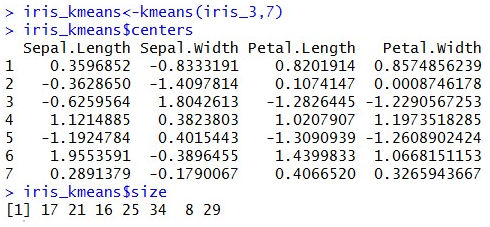 > iris_kmeans<-kmeans(iris_3,7)
> iris_kmeans$centers
  Sepal.Length Sepal.Width Petal.Length   Petal.Width
1    0.3596852  -0.8333191    0.8201914  0.8574856239
2   -0.3628650  -1.4097814    0.1074147  0.0008746178
3   -0.6259564   1.8042613   -1.2826445 -1.2290567253
4    1.1214885   0.3823803    1.0207907  1.1973518285
5   -1.1924784   0.4015443   -1.3090939 -1.2608902424
6    1.9553591  -0.3896455    1.4399833  1.0668151153
7    0.2891379  -0.1790067    0.4066520  0.3265943667
> iris_kmeans$size
[1] 17 21 16 25 34  8 29